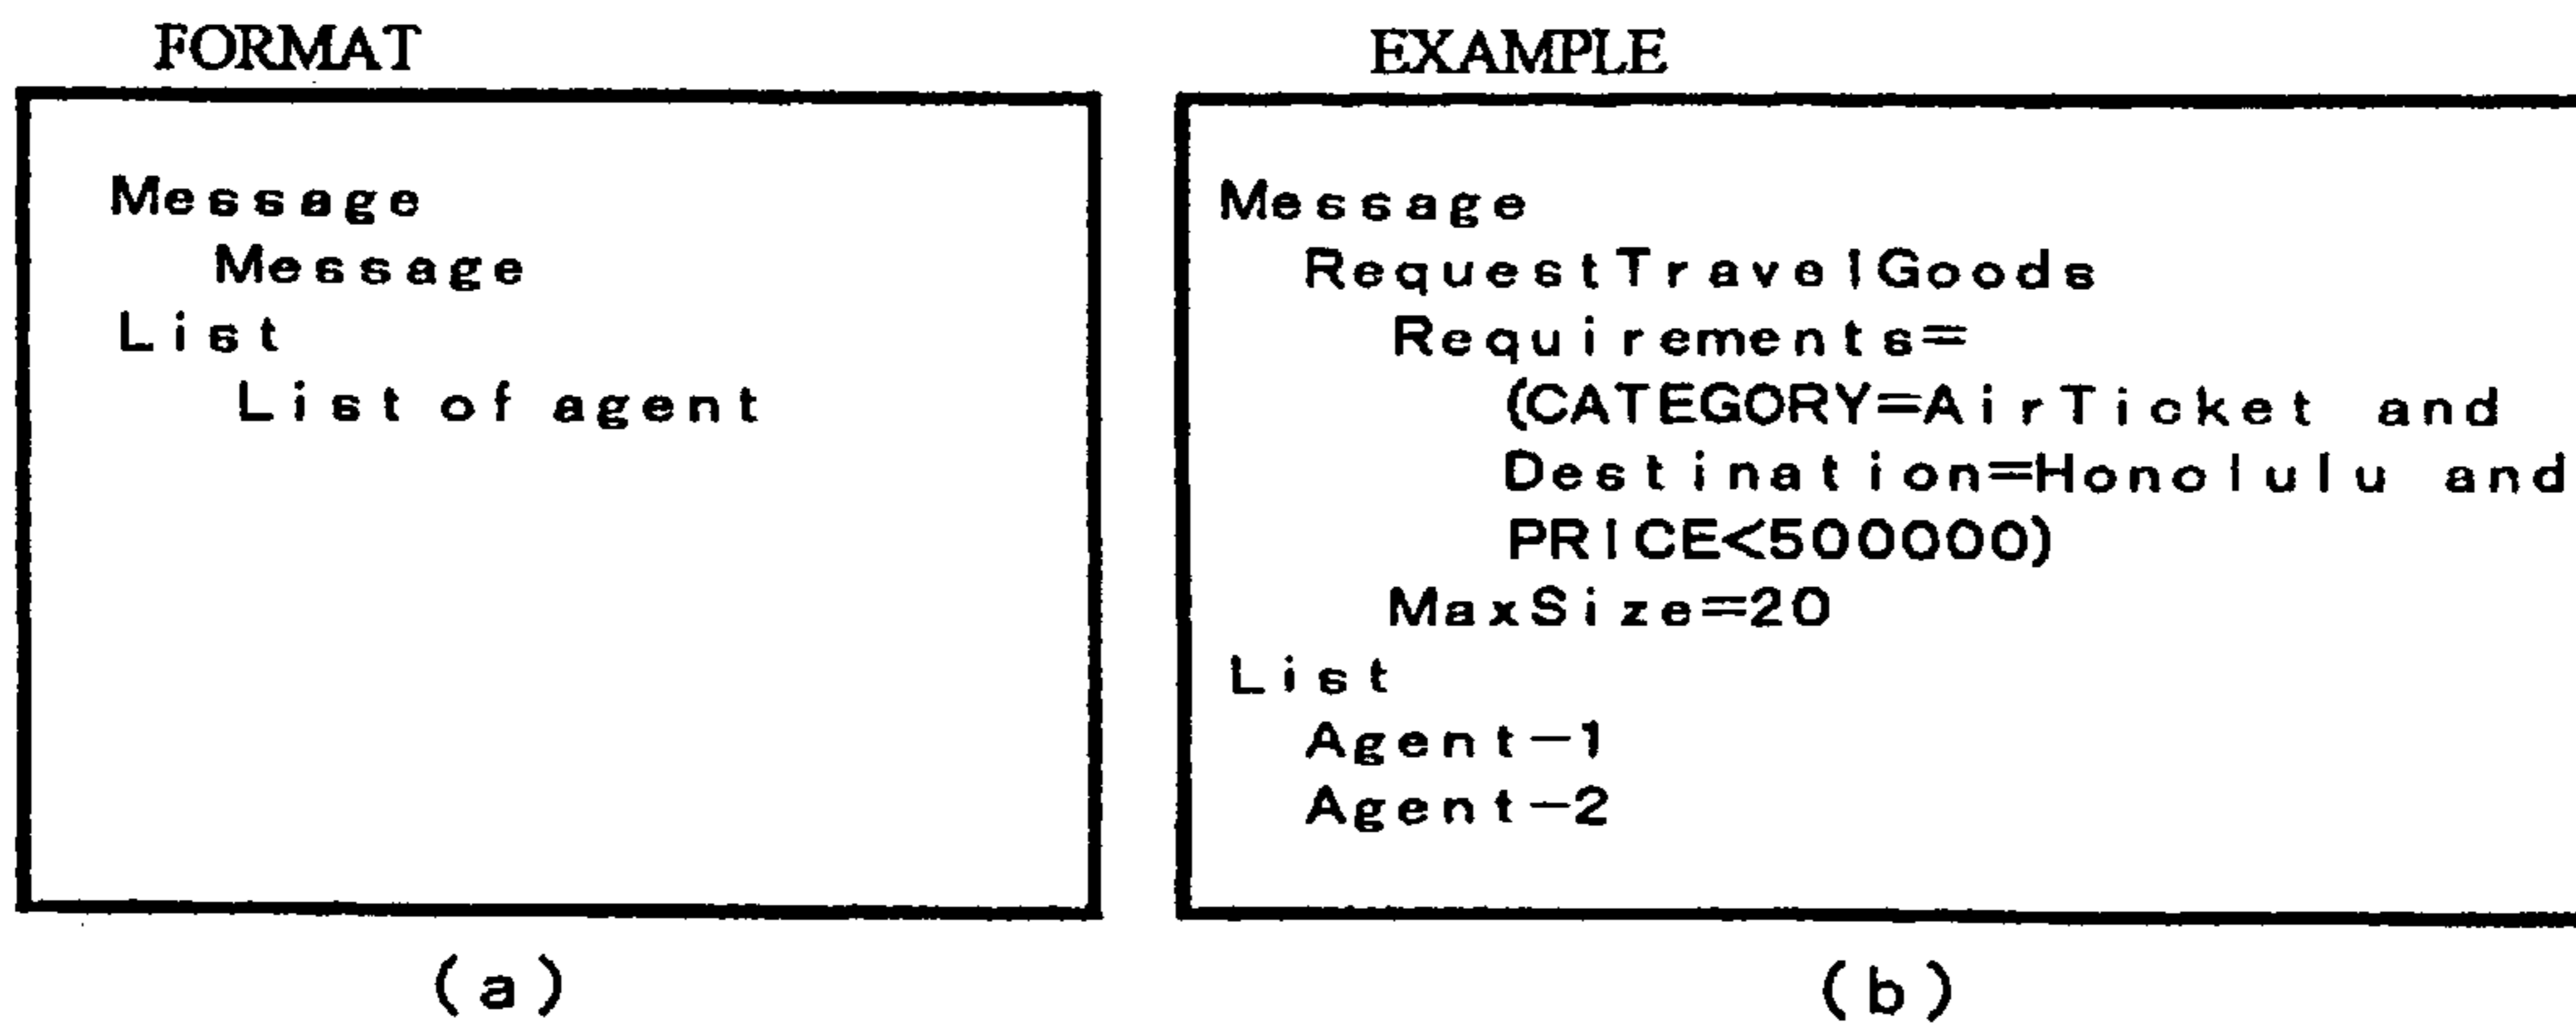 FORMAT
Message
Message
List
List of agent
(a)
EXAMPLE
Message
RequestTravelGoods
Requirements=
(CATEGORY=AirTicket and
Destination=Honolulu and
PRICE<500000)
MaxSize=20
List
Agent-1
Agent-2
(b)